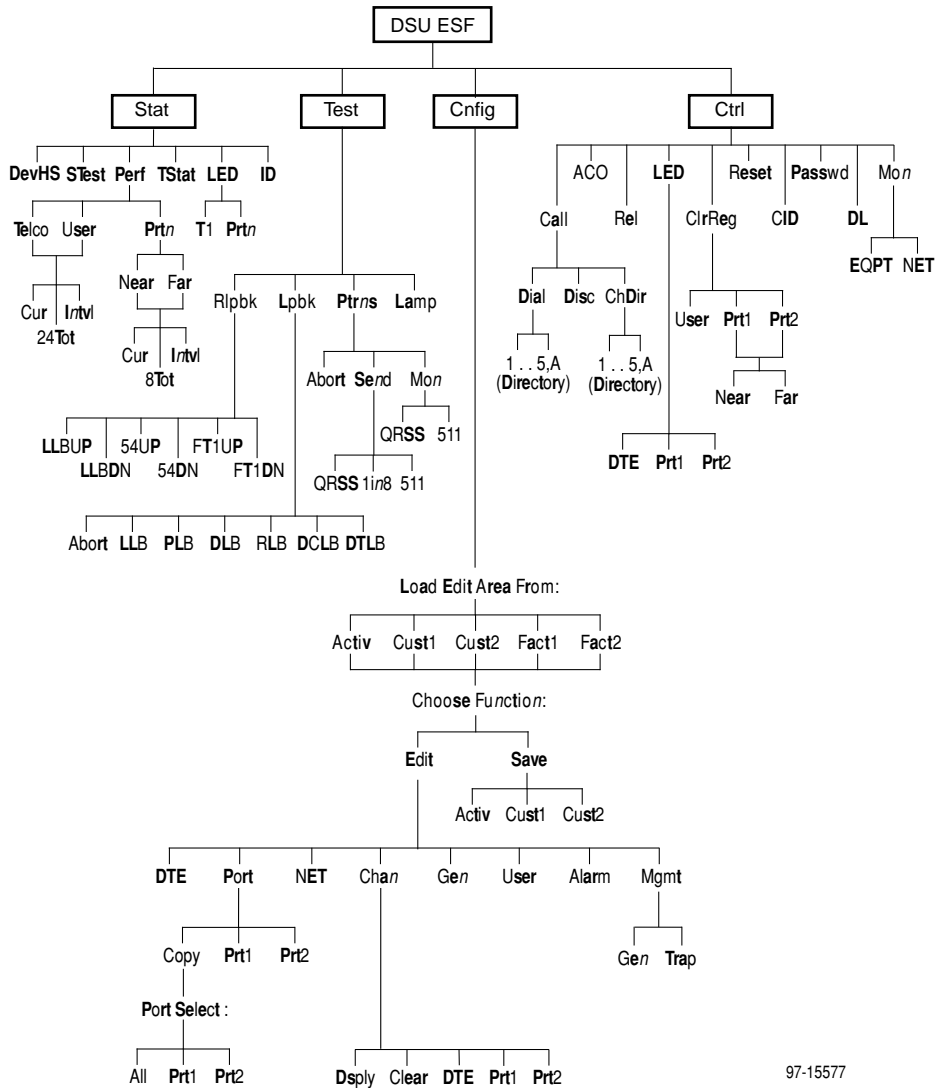 DSU ESF
Stat Test Cnfig Ctrl
DevHS STest Perf TStat LED ID
ACO LED Reset Passwd Mon
Call Rel ClrReg CID DL
Telco User Prtn T1 Prtn
EQPT NET
Near Far
Rlpbk Lpbk Ptrns Lamp
Dial Disc ChDir
User Prt1 Prt2
Cur Intvl
24Tot
Cur Intvl
8Tot
Abort Send Mon
1 . . 5,A 1 . . 5,A
(Directory) (Directory)
Near Far
LLBUP 54UP FT1UP
LLBDN 54DN FT1DN
QRSS 511
DTE Prt1 Prt2
QRSS 1in8 511
Abort LLB PLB DLB RLB DCLB DTLB
Load Edit Area From:
Activ Cust1 Cust2 Fact1 Fact2
Choose Function:
Edit Save
Activ Cust1 Cust2
DTE Port NET Chan Gen User Alarm Mgmt
Copy Prt1 Prt2
Gen Trap
Port Select :
All Prt1 Prt2
Dsply Clear DTE Prt1 Prt2
97-15577